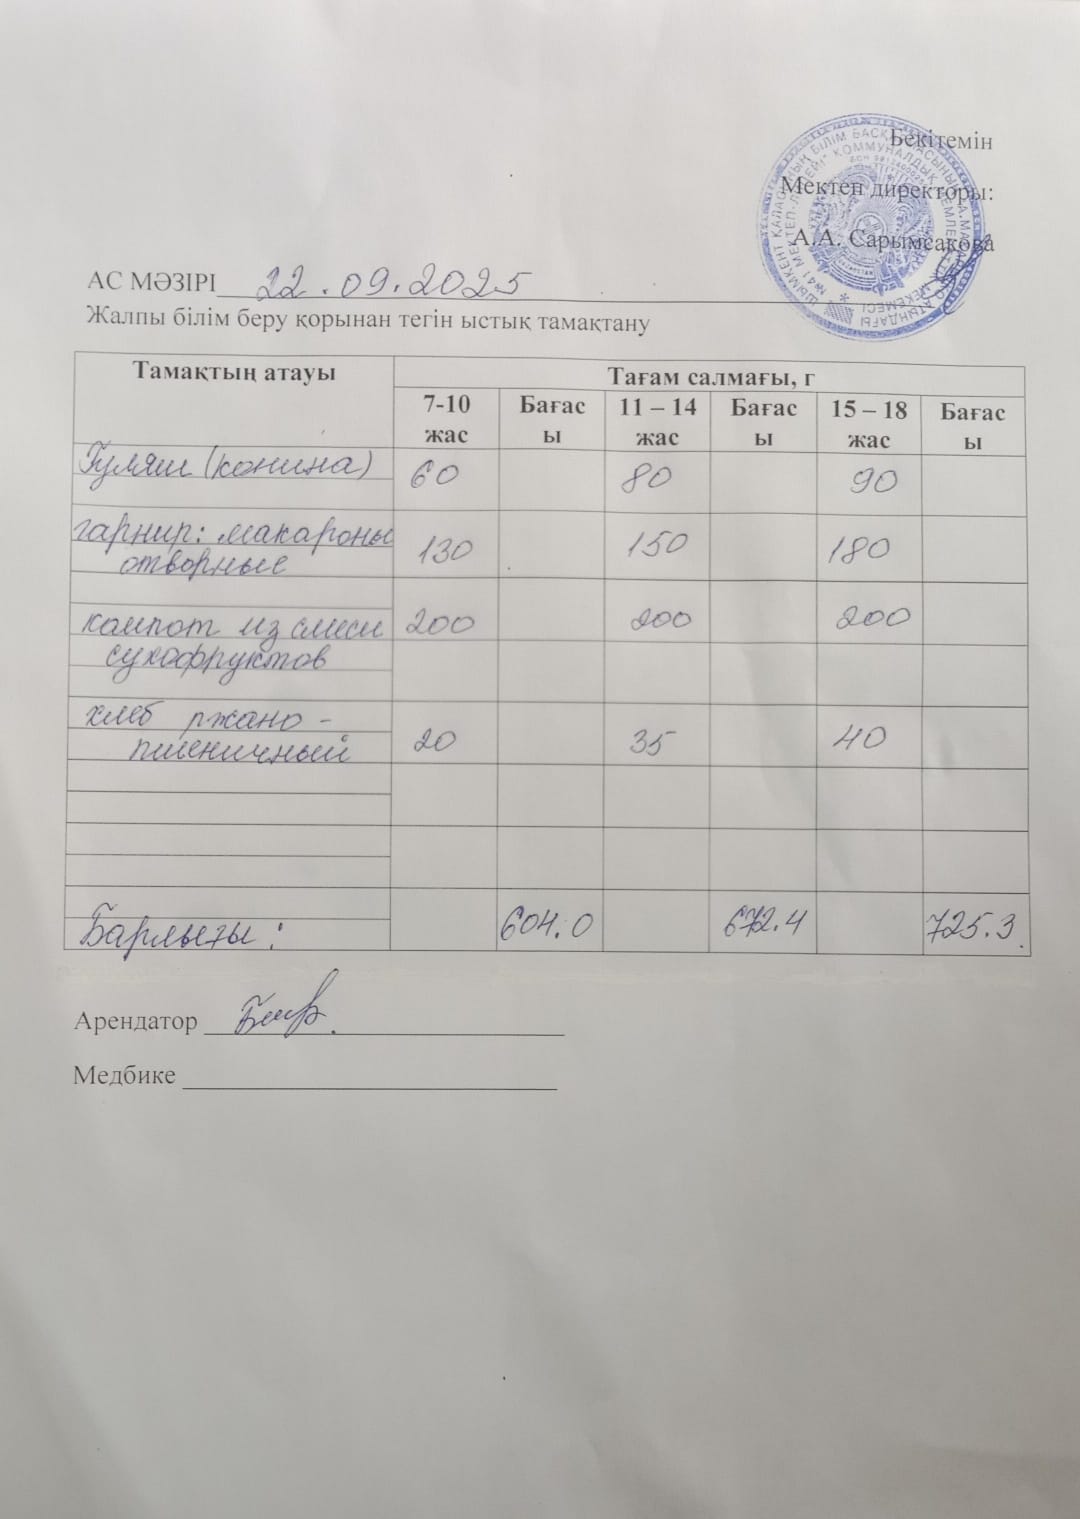 Бекітемін
Мектеп директоры:
А.А. Сарымсақова
АС МӘЗІРІ 22.09.2025
Жалпы білім беру қорынан тегін ыстық тамақтану
Тамақтың атауы Тағам салмағы, г
7-10 жас Бағасы 11 – 14 жас Бағасы 15 – 18 жас Бағасы
Гуляш (конина) 60 80 90
гарнир: макароны
отворные 130 150 180
компот из смеси 200 200 200
сухофруктов
хлеб ржано -
пшеничный 20 35 40
Барлығы: 604.0 672.4 725.3
Арендатор
Медбике